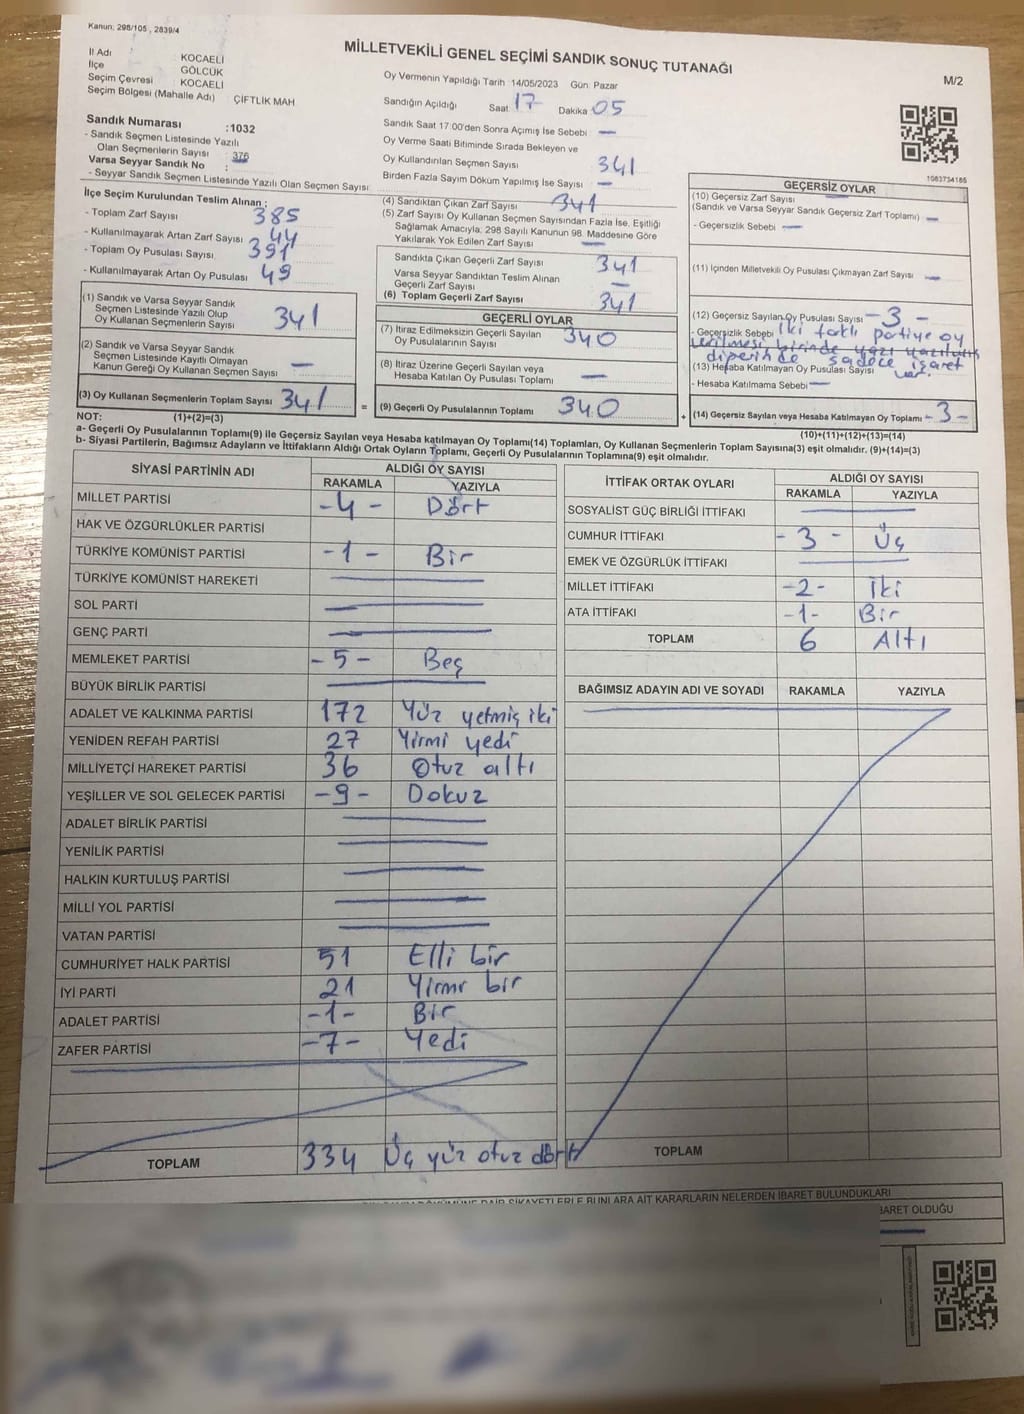 Kanun: 298/105 , 2839/4
MİLLETVEKİLİ GENEL SEÇİMİ SANDIK SONUÇ TUTANAĞI
M/2
İl Adı : KOCAELİ
İlçe GÖLCÜK
Seçim Çevresi : KOCAELİ
Seçim Bölgesi (Mahalle Adı) ÇİFTLİK MAH
Sandık Numarası :1032
- Sandık Seçmen Listesinde Yazılı
Olan Seçmenlerin Sayısı : 376
Varsa Seyyar Sandık No :
- Seyyar Sandık Seçmen Listesinde Yazılı Olan Seçmen Sayısı:
Oy Vermenin Yapıldığı Tarih 14/05/2023 Gün: Pazar
Sandığın Açıldığı Saat 17 Dakika 05
Sandık Saat 17:00'den Sonra Açımış İse Sebebi —
Oy Verme Saati Bitiminde Sırada Bekleyen ve
Oy Kullandırılan Seçmen Sayısı 341
Birden Fazla Sayım Döküm Yapılmış İse Sayısı —
1083754186
İlçe Seçim Kurulundan Teslim Alınan :
- Toplam Zarf Sayısı 385
- Kullanılmayarak Artan Zarf Sayısı 44
- Toplam Oy Pusulası Sayısı 391
- Kullanılmayarak Artan Oy Pusulası 49
(1) Sandık ve Varsa Seyyar Sandık
Seçmen Listesinde Yazılı Olup
Oy Kullanan Seçmenlerin Sayısı 341
(2) Sandık ve Varsa Seyyar Sandık
Seçmen Listesinde Kayıtlı Olmayan
Kanun Gereği Oy Kullanan Seçmen Sayısı —
(3) Oy Kullanan Seçmenlerin Toplam Sayısı 341
(4) Sandıktan Çıkan Zarf Sayısı 341
(5) Zarf Sayısı Oy Kullanan Seçmen Sayısından Fazla İse, Eşitliği
Sağlamak Amacıyla, 298 Sayılı Kanunun 98. Maddesine Göre
Yakılarak Yok Edilen Zarf Sayısı —
Sandıkta Çıkan Geçerli Zarf Sayısı 341
Varsa Seyyar Sandıktan Teslim Alınan
Geçerli Zarf Sayısı —
(6) Toplam Geçerli Zarf Sayısı 341
GEÇERLİ OYLAR
(7) İtiraz Edilmeksizin Geçerli Sayılan
Oy Pusulalarının Sayısı 340
(8) İtiraz Üzerine Geçerli Sayılan veya
Hesaba Katılan Oy Pusulası Toplamı —
= (9) Geçerli Oy Pusulalarının Toplamı 340
GEÇERSİZ OYLAR
(10) Geçersiz Zarf Sayısı —
(Sandık ve Varsa Seyyar Sandık Geçersiz Zarf Toplamı) —
- Geçersizlik Sebebi —
(11) İçinden Milletvekili Oy Pusulası Çıkmayan Zarf Sayısı —
(12) Geçersiz Sayılan Oy Pusulası Sayısı - 3 -
- Geçersizlik Sebebi İki farklı partiye oy
verilmesi, birinde yazı yazılmış
diğerinde sadece işaret
var.
(13) Hesaba Katılmayan Oy Pusulası Sayısı
- Hesaba Katılmama Sebebi —
+ (14) Geçersiz Sayılan veya Hesaba Katılmayan Oy Toplamı - 3 -
NOT: (1)+(2)=(3)
(10)+(11)+(12)+(13)=(14)
a- Geçerli Oy Pusulalarının Toplamı(9) ile Geçersiz Sayılan veya Hesaba katılmayan Oy Toplamı(14) Toplamları, Oy Kullanan Seçmenlerin Toplam Sayısına(3) eşit olmalıdır. (9)+(14)=(3)
b- Siyasi Partilerin, Bağımsız Adayların ve İttifakların Aldığı Ortak Oyların Toplamı, Geçerli Oy Pusulalarının Toplamına(9) eşit olmalıdır.
SİYASİ PARTİNİN ADI ALDIĞI OY SAYISI
RAKAMLA YAZIYLA
MİLLET PARTİSİ -4- Dört
HAK VE ÖZGÜRLÜKLER PARTİSİ
TÜRKİYE KOMÜNİST PARTİSİ -1- Bir
TÜRKİYE KOMÜNİST HAREKETİ
SOL PARTİ
GENÇ PARTİ
MEMLEKET PARTİSİ -5- Beş
BÜYÜK BİRLİK PARTİSİ
ADALET VE KALKINMA PARTİSİ 172 Yüz yetmiş iki
YENİDEN REFAH PARTİSİ 27 Yirmi yedi
MİLLİYETÇİ HAREKET PARTİSİ 36 Otuz altı
YEŞİLLER VE SOL GELECEK PARTİSİ -9- Dokuz
ADALET BİRLİK PARTİSİ
YENİLİK PARTİSİ
HALKIN KURTULUŞ PARTİSİ
MİLLİ YOL PARTİSİ
VATAN PARTİSİ
CUMHURİYET HALK PARTİSİ 51 Elli bir
İYİ PARTİ 21 Yirmi bir
ADALET PARTİSİ -1- Bir
ZAFER PARTİSİ -7- Yedi
TOPLAM 334 Üç yüz otuz dört
İTTİFAK ORTAK OYLARI ALDIĞI OY SAYISI
RAKAMLA YAZIYLA
SOSYALİST GÜÇ BİRLİĞİ İTTİFAKI
CUMHUR İTTİFAKI - 3 - Üç
EMEK VE ÖZGÜRLÜK İTTİFAKI
MİLLET İTTİFAKI -2- İki
ATA İTTİFAKI -1- Bir
TOPLAM 6 Altı
BAĞIMSIZ ADAYIN ADI VE SOYADI RAKAMLA YAZIYLA
TOPLAM
DÖKÜMÜNE DAİR ŞİKAYETLERLE BUNLARA AİT KARARLARIN NELERDEN İBARET BULUNDUKLARI
İBARET OLDUĞU